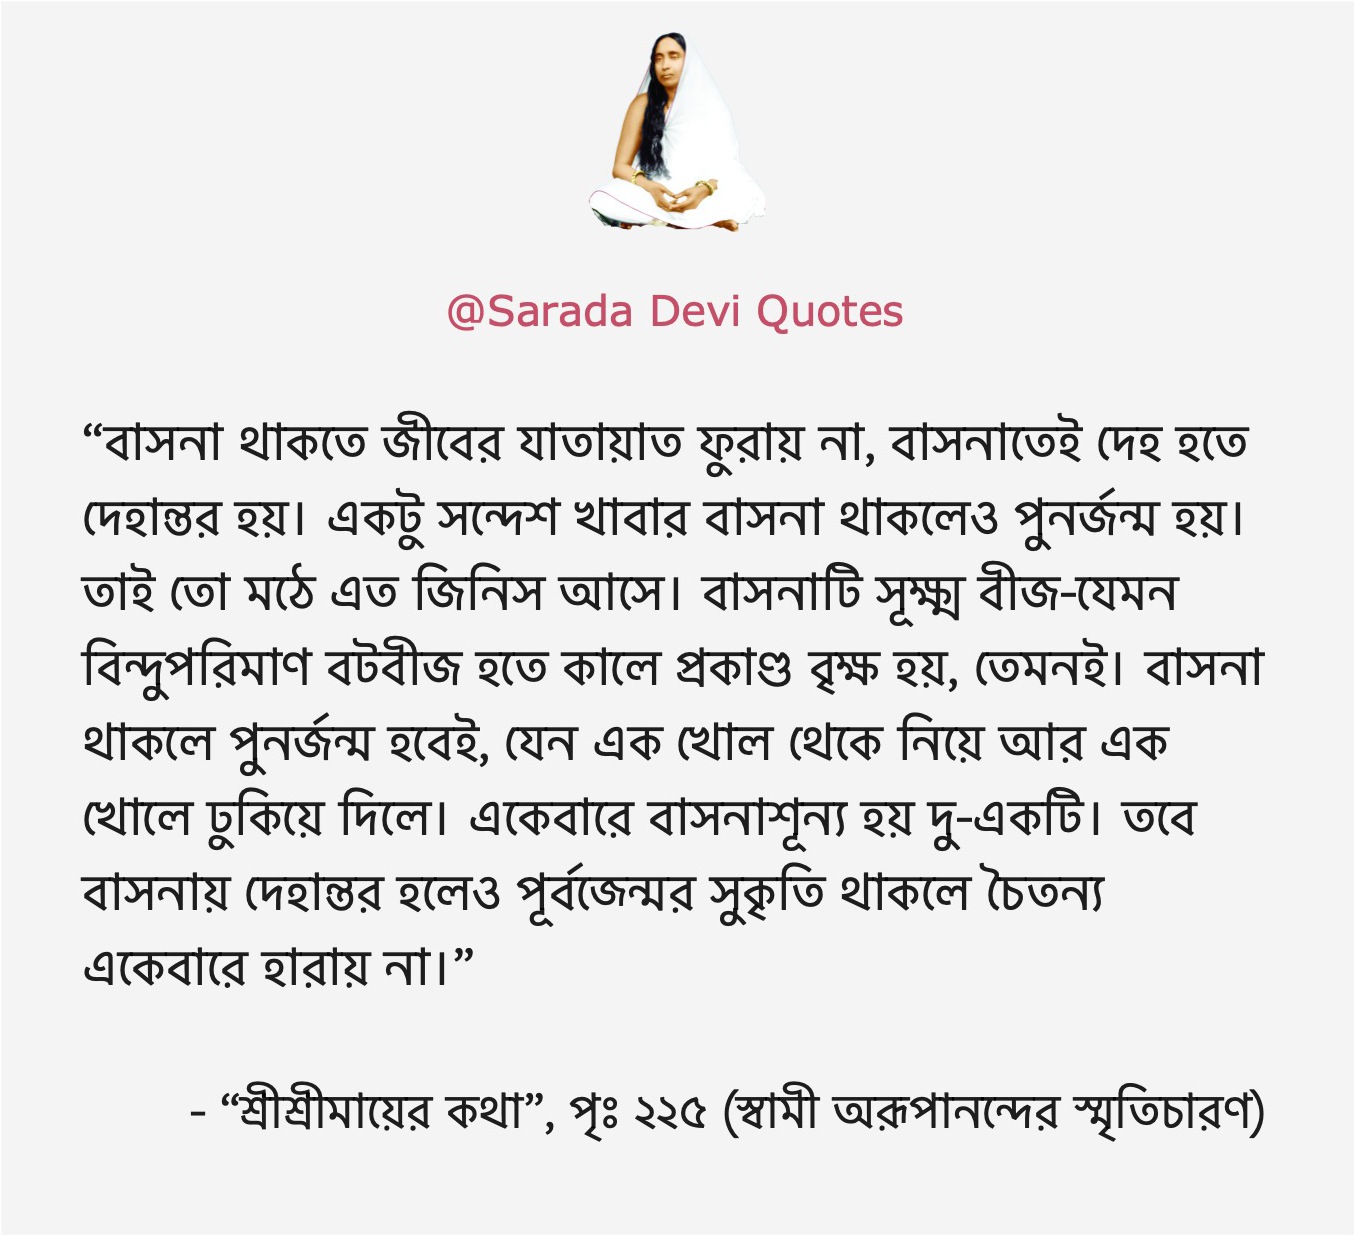 @Sarada Devi Quotes
“বাসনা থাকতে জীবের যাতায়াত ফুরায় না, বাসনাতেই দেহ হতে
দেহান্তর হয়। একটু সন্দেশ খাবার বাসনা থাকলেও পুনর্জন্ম হয়।
তাই তো মঠে এত জিনিস আসে। বাসনাটি সূক্ষ্ম বীজ-যেমন
বিন্দুপরিমাণ বটবীজ হতে কালে প্রকাণ্ড বৃক্ষ হয়, তেমনই। বাসনা
থাকলে পুনর্জন্ম হবেই, যেন এক খোল থেকে নিয়ে আর এক
খোলে ঢুকিয়ে দিলে। একেবারে বাসনাশূন্য হয় দু-একটি। তবে
বাসনায় দেহান্তর হলেও পূর্বজেন্মর সুকৃতি থাকলে চৈতন্য
একেবারে হারায় না।”
- “শ্রীশ্রীমায়ের কথা”, পৃঃ ২২৫ (স্বামী অরূপানন্দের স্মৃতিচারণ)